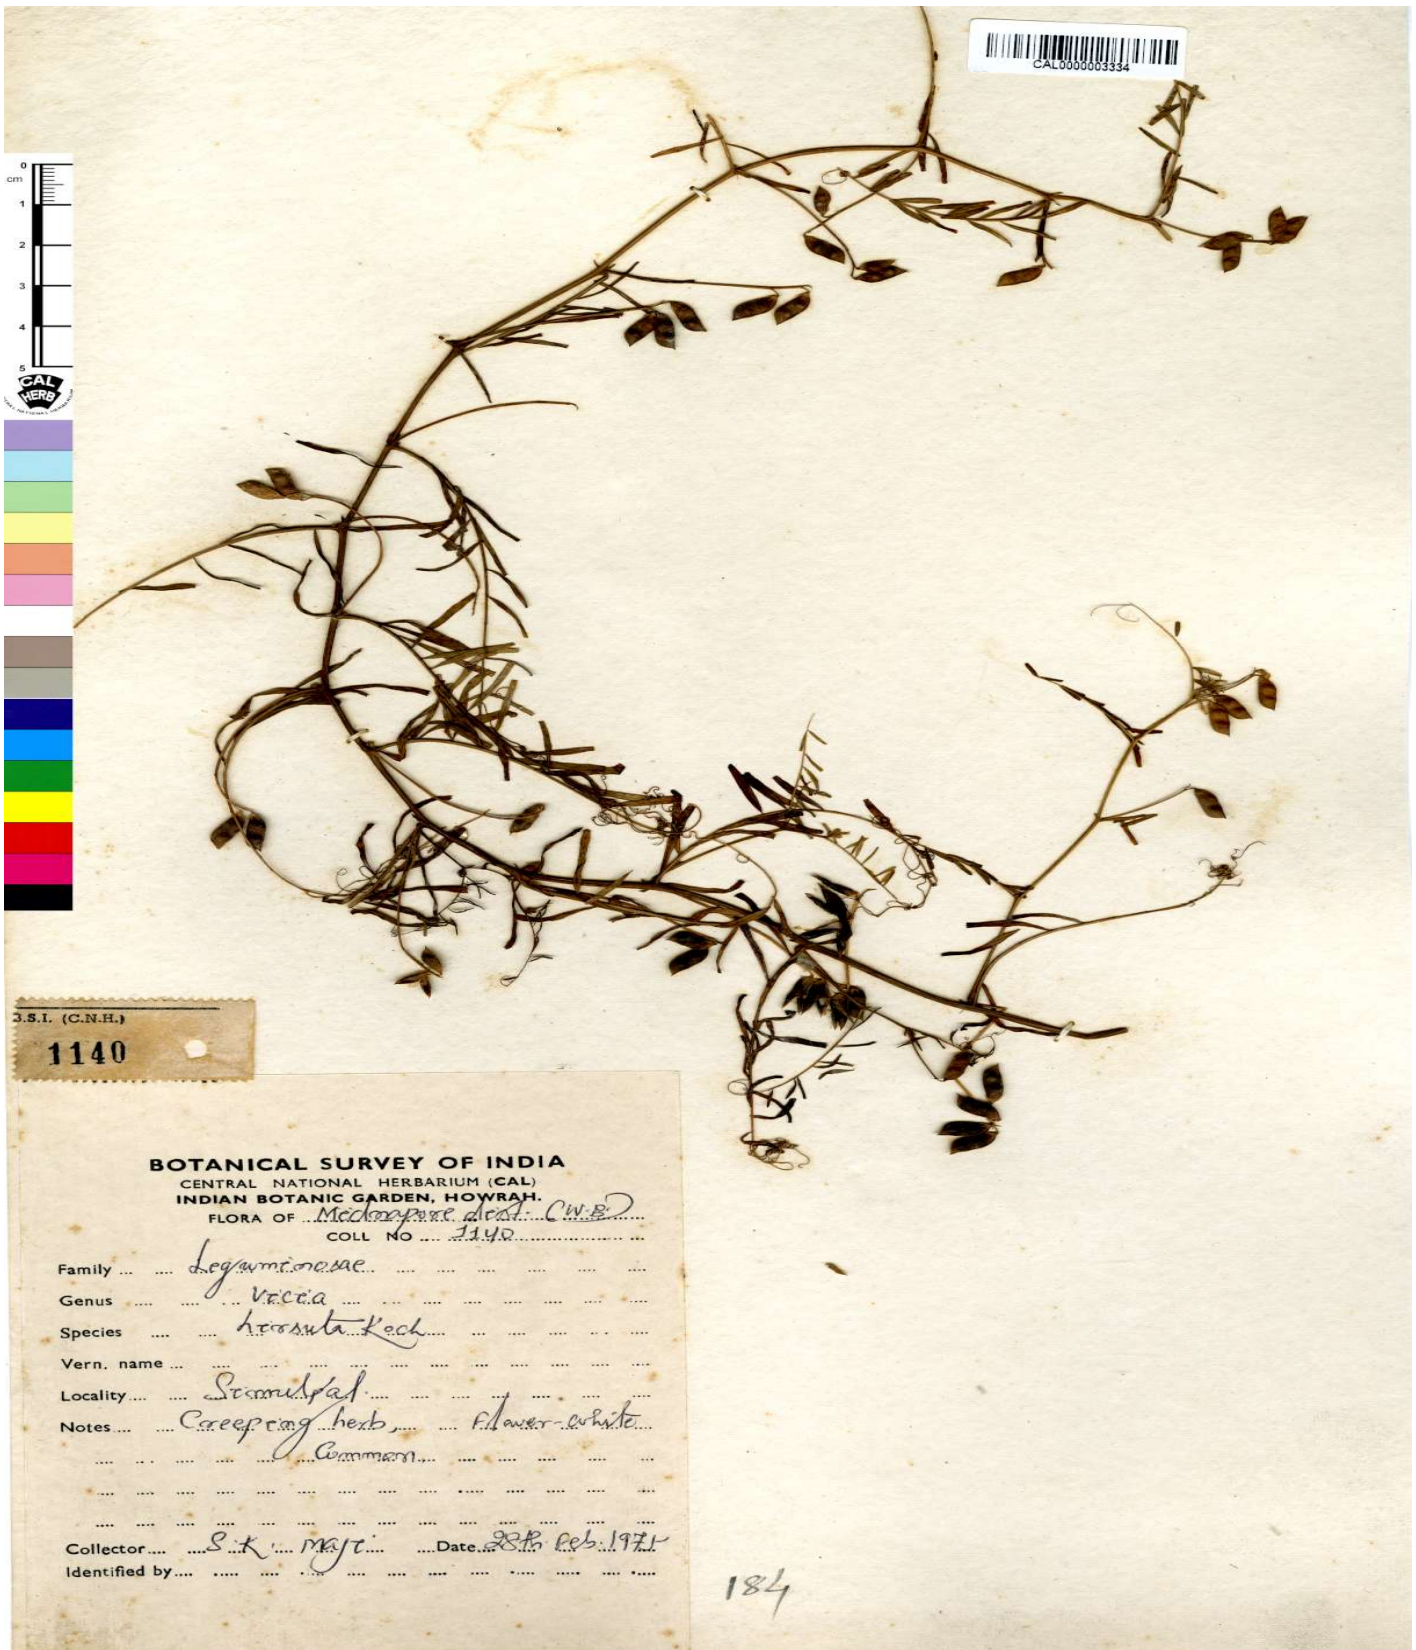 CAL0000003334
0
cm
1
2
3
4
5
CAL
HERB
B.S.I. (C.N.H.)
1140
BOTANICAL SURVEY OF INDIA
CENTRAL NATIONAL HERBARIUM (CAL)
INDIAN BOTANIC GARDEN, HOWRAH.
FLORA OF Midnapore dist. (W.B.)
COLL NO 1140
Family Leguminosae
Genus Vicia
Species hirsuta Koch
Vern. name
Locality Simulpal.
Notes Creeping herb, Flower-white
Common
Collector S.K. Maji Date 28th Feb.
Identified by
184